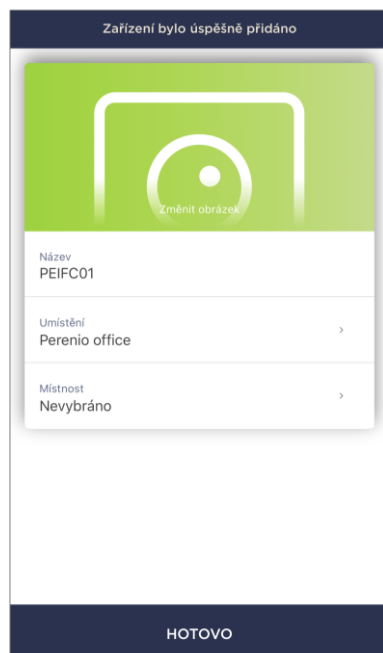 Zařízení bylo úspěšně přidáno
Změnit obrázek
Název
PEIFC01
Umístění
Perenio office
Místnost
Nevybráno
HOTOVO